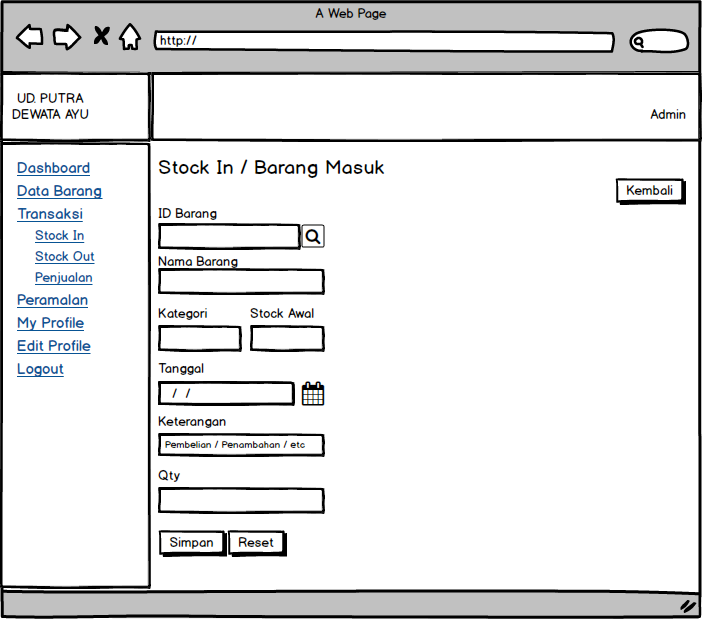 A Web Page
http://
UD. PUTRA
DEWATA AYU
Admin
Dashboard
Data Barang
Transaksi
Stock In
Stock Out
Penjualan
Peramalan
My Profile
Edit Profile
Logout
Stock In / Barang Masuk
Kembali
ID Barang
Nama Barang
Kategori Stock Awal
Tanggal
/ /
Keterangan
Pembelian / Penambahan / etc
Qty
Simpan Reset